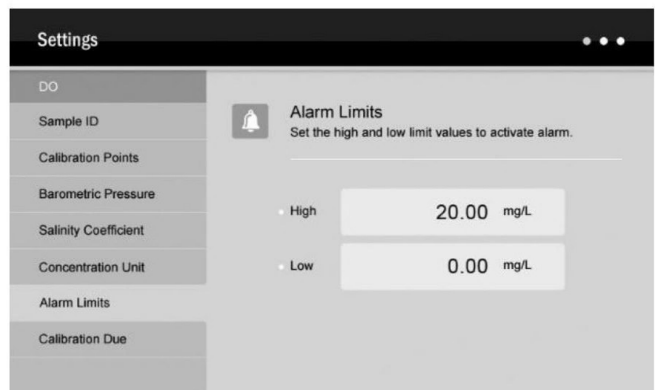 Settings
DO
Sample ID
Calibration Points
Barometric Pressure
Salinity Coefficient
Concentration Unit
Alarm Limits
Calibration Due
Alarm Limits
Set the high and low limit values to activate alarm.
High 20.00 mg/L
Low 0.00 mg/L